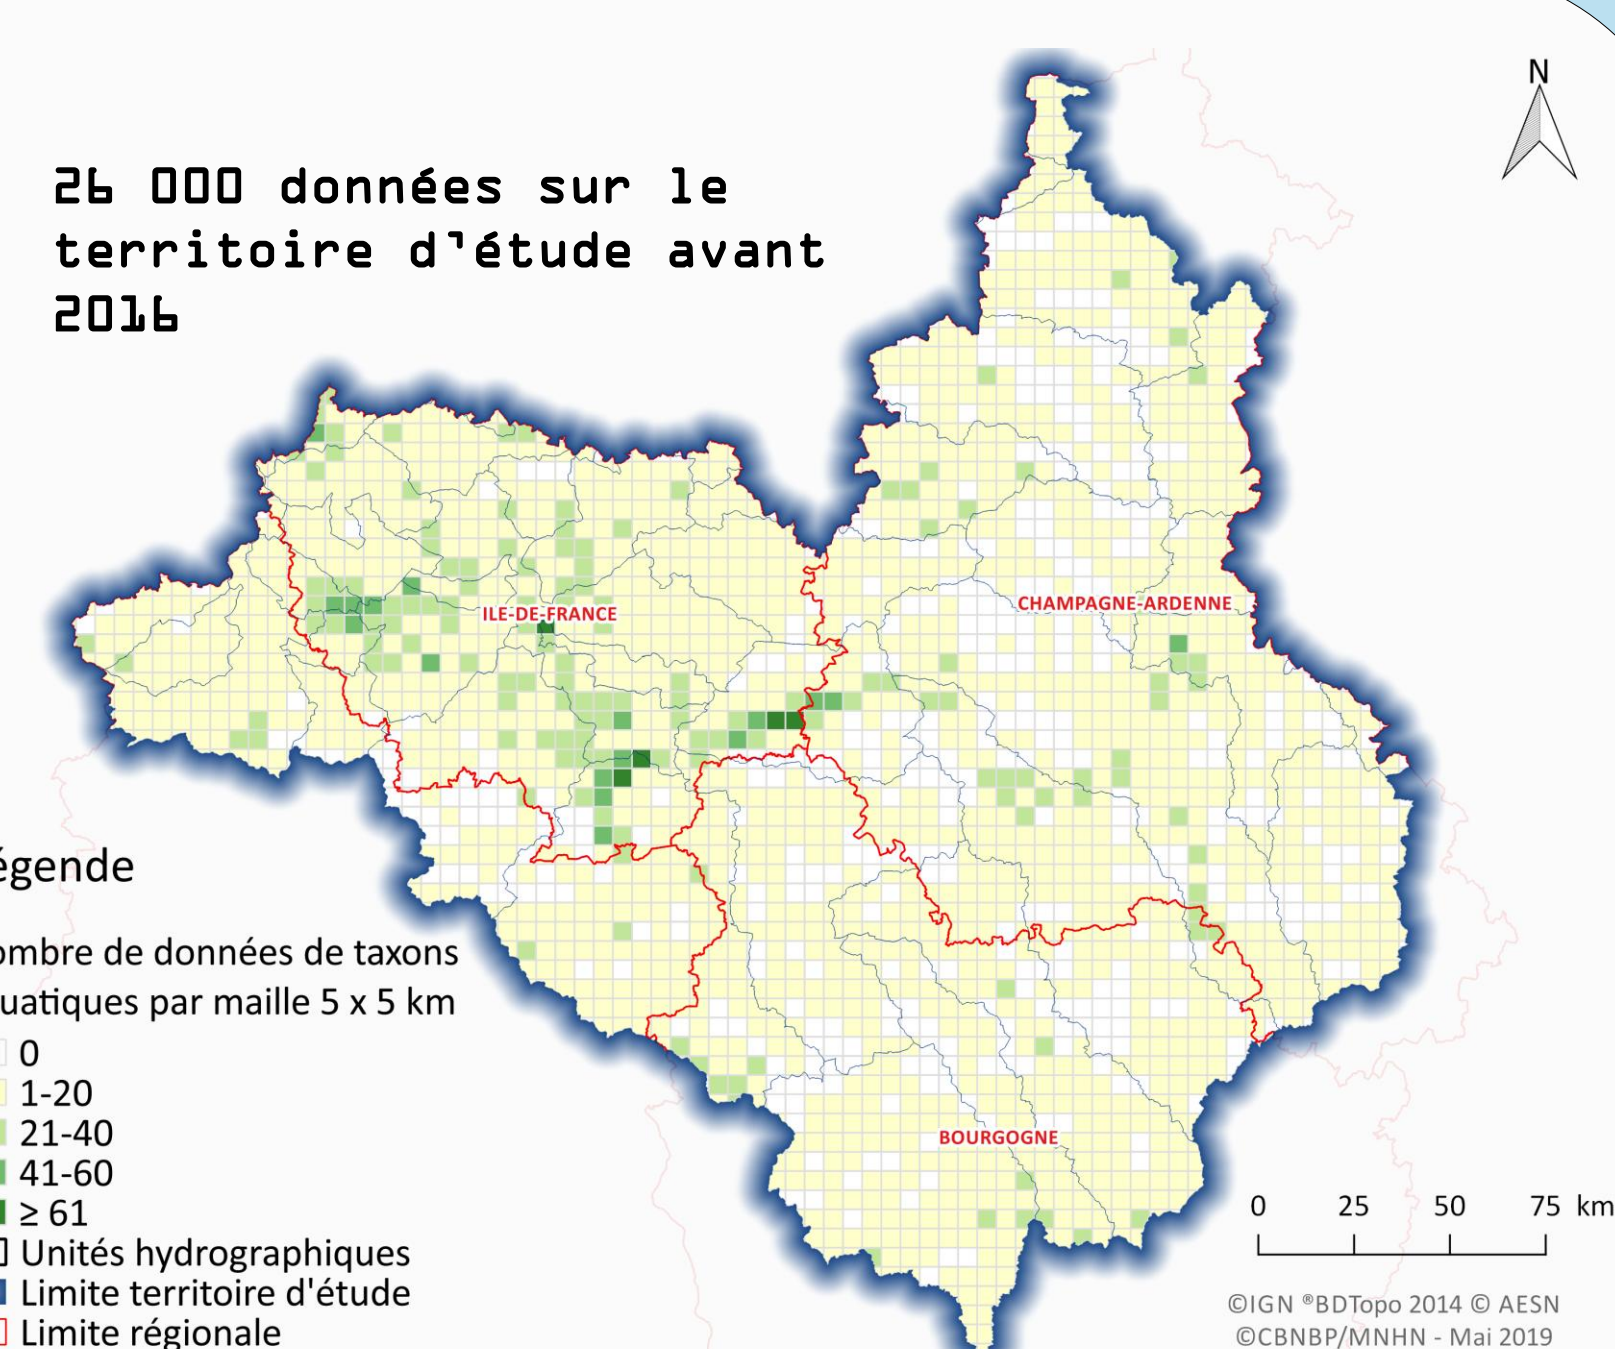 N
26 000 données sur le
territoire d'étude avant
2016
ILE-DE-FRANCE
CHAMPAGNE-ARDENNE
BOURGOGNE
égende
ombre de données de taxons
uatiques par maille 5 x 5 km
0
1-20
21-40
41-60
≥ 61
Unités hydrographiques
Limite territoire d'étude
Limite régionale
0 25 50 75 km
©IGN ®BDTopo 2014 © AESN
©CBNBP/MNHN - Mai 2019